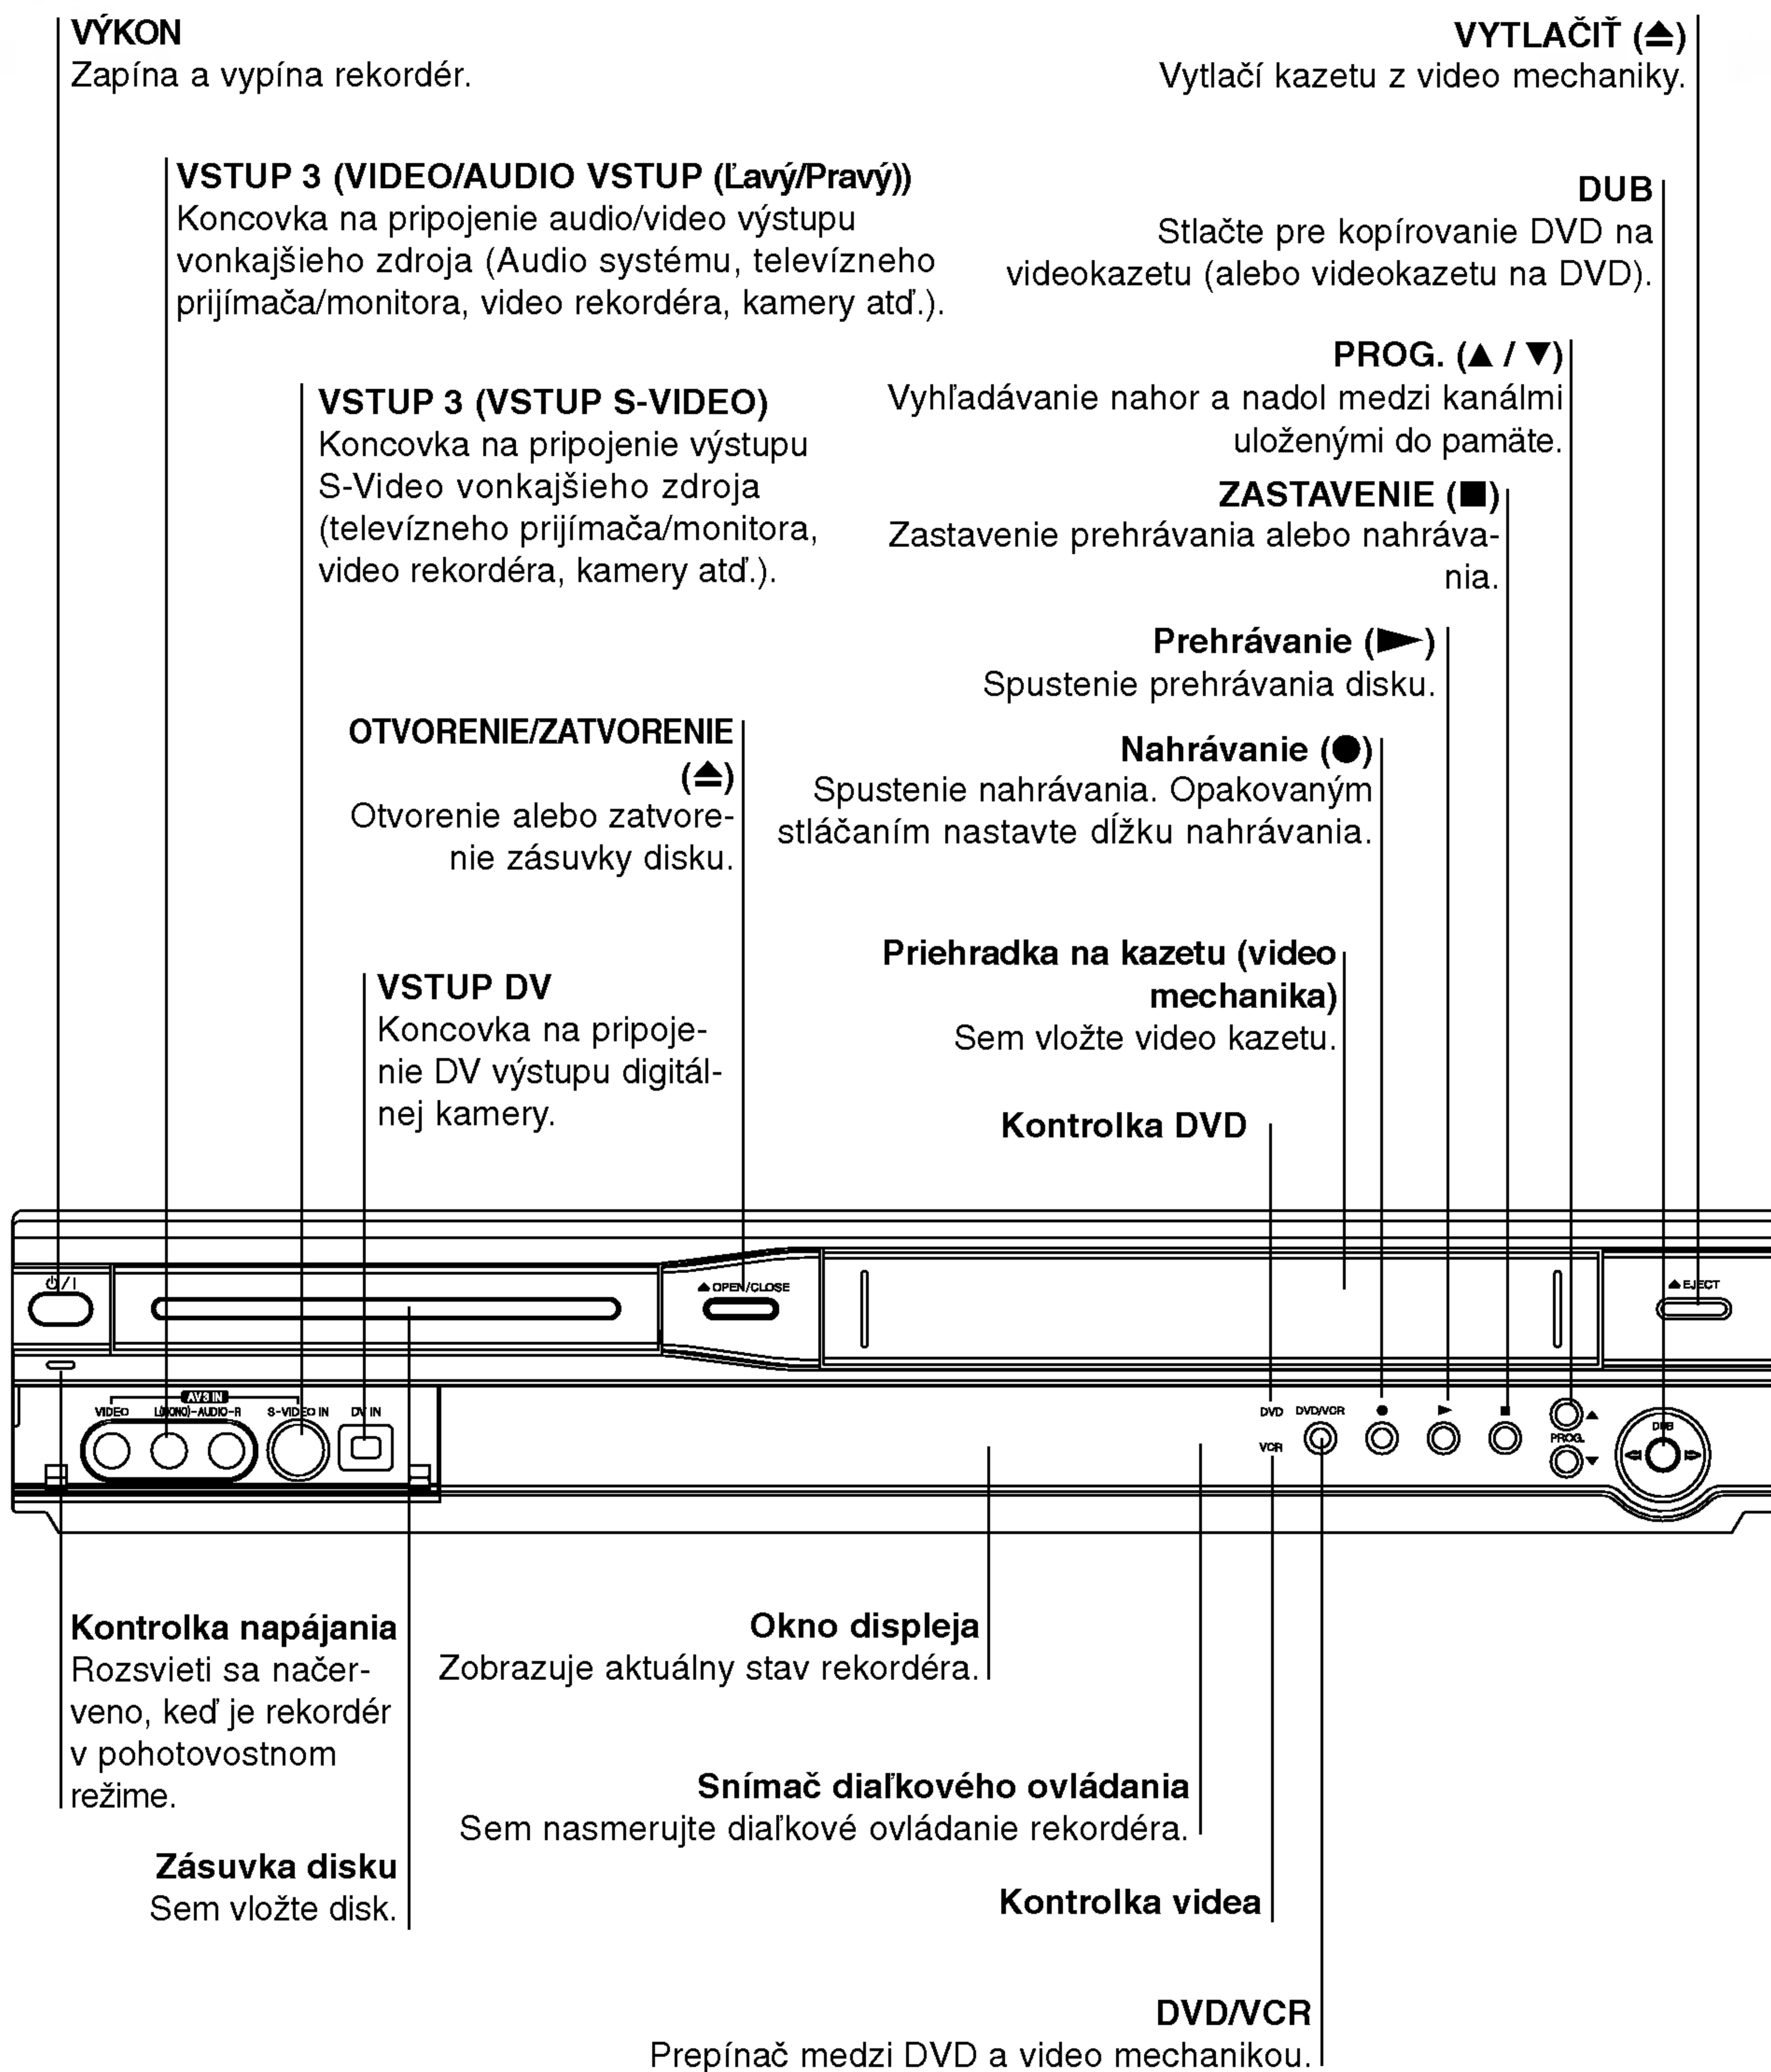 VÝKON
Zapína a vypína rekordér.
VYTLAČIŤ (⏏)
Vytlačí kazetu z video mechaniky.
VSTUP 3 (VIDEO/AUDIO VSTUP (Ľavý/Pravý))
Koncovka na pripojenie audio/video výstupu
vonkajšieho zdroja (Audio systému, televízneho
prijímača/monitora, video rekordéra, kamery atď.).
DUB
Stlačte pre kopírovanie DVD na
videokazetu (alebo videokazetu na DVD).
PROG. (▲ / ▼)
Vyhľadávanie nahor a nadol medzi kanálmi
uloženými do pamäte.
VSTUP 3 (VSTUP S-VIDEO)
Koncovka na pripojenie výstupu
S-Video vonkajšieho zdroja
(televízneho prijímača/monitora,
video rekordéra, kamery atď.).
ZASTAVENIE (■)
Zastavenie prehrávania alebo nahráva-
nia.
Prehrávanie (►)
Spustenie prehrávania disku.
OTVORENIE/ZATVORENIE
(⏏)
Otvorenie alebo zatvore-
nie zásuvky disku.
Nahrávanie (●)
Spustenie nahrávania. Opakovaným
stláčaním nastavte dĺžku nahrávania.
Priehradka na kazetu (video
mechanika)
Sem vložte video kazetu.
VSTUP DV
Koncovka na pripoje-
nie DV výstupu digitál-
nej kamery.
Kontrolka DVD
⏻/I
▲ OPEN/CLOSE
▲ EJECT
AV3 IN
VIDEO L(MONO)-AUDIO-R S-VIDEO IN DV IN
DVD DVD/VCR ● ► ■ ▲
VCR PROG. ▼
DUB
Kontrolka napájania
Rozsvieti sa načer-
veno, keď je rekordér
v pohotovostnom
režime.
Okno displeja
Zobrazuje aktuálny stav rekordéra.
Snímač diaľkového ovládania
Sem nasmerujte diaľkové ovládanie rekordéra.
Zásuvka disku
Sem vložte disk.
Kontrolka videa
DVD/VCR
Prepínač medzi DVD a video mechanikou.